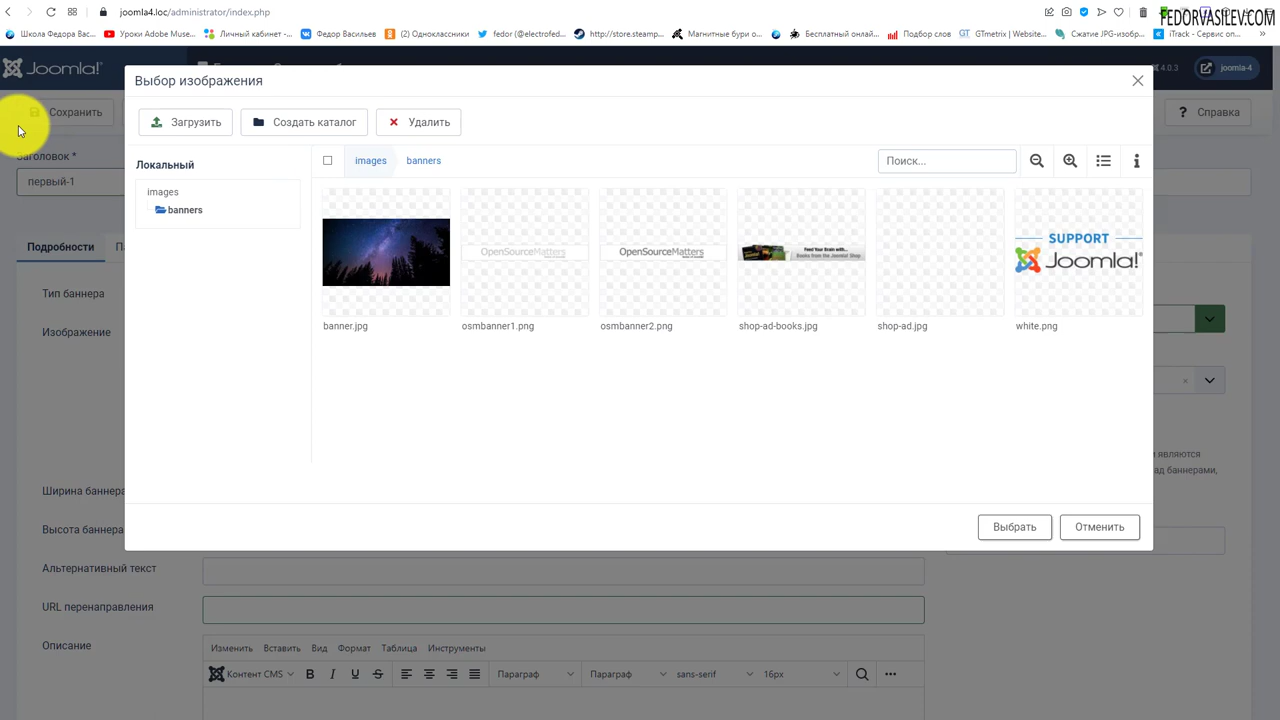 joomla4.loc/administrator/index.php
FEDORVASILEV.COM
Школа Федора Вас...
Уроки Adobe Muse...
Личный кабинет -...
Федор Васильев
(2) Одноклассники
fedor (@electrofed...
http://store.steamp...
Магнитные бури о...
Бесплатный онлай...
Подбор слов
GTmetrix | Website...
Сжатие JPG-изобр...
iTrack - Сервис оп...
Joomla!
4.0.3
joomla-4
Выбор изображения
Сохранить
Справка
Загрузить
Создать каталог
Удалить
Заголовок *
первый-1
Локальный
images
banners
images
banners
Поиск...
OpenSourceMatters
OpenSourceMatters
Feed Your Brain with...
Books from the Joomla! Shop
SUPPORT
Joomla!
banner.jpg
osmbanner1.png
osmbanner2.png
shop-ad-books.jpg
shop-ad.jpg
white.png
Подробности
Тип баннера
Изображение
являются
ад баннерами,
Ширина баннера
Высота баннера
Выбрать
Отменить
Альтернативный текст
URL перенаправления
Описание
Изменить
Вставить
Вид
Формат
Таблица
Инструменты
Контент CMS
B
I
U
S
Параграф
Параграф
sans-serif
16px